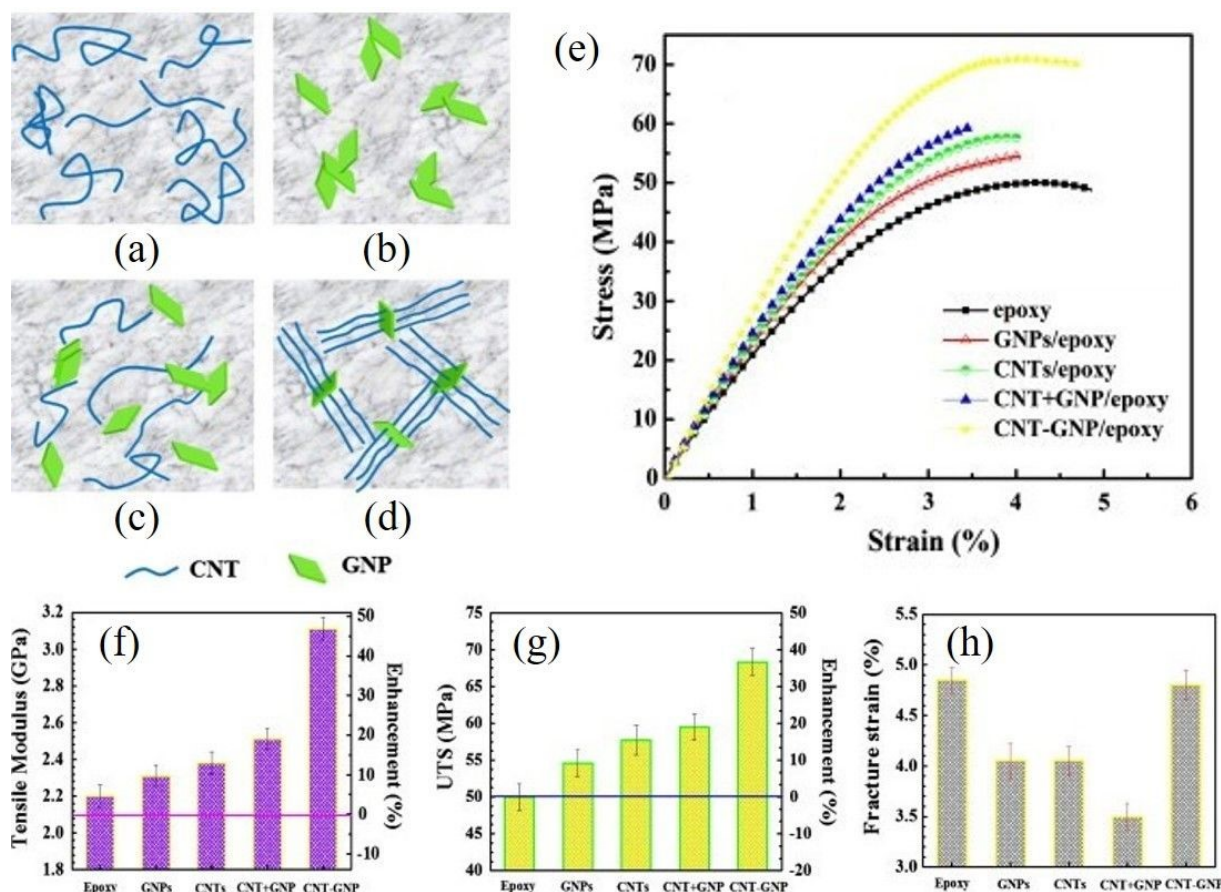 (a)
(b)
(c)
(d)
CNT
GNP
(e)
Stress (MPa)
70
60
50
40
30
20
10
0
epoxy
GNPs/epoxy
CNTs/epoxy
CNT+GNP/epoxy
CNT-GNP/epoxy
0 1 2 3 4 5 6
Strain (%)
(f)
Tensile Modulus (GPa)
3.2
3.0
2.8
2.6
2.4
2.2
2.0
1.8
50
40
30
20
10
0
-10
Enhancement (%)
Epoxy GNPs CNTs CNT+GNP CNT-GNP
(g)
UTS (MPa)
75
70
65
60
55
50
45
40
50
40
30
20
10
0
-10
-20
Enhancement (%)
Epoxy GNPs CNTs CNT+GNP CNT-GNP
(h)
Fracture strain (%)
5.5
5.0
4.5
4.0
3.5
3.0
Epoxy GNPs CNTs CNT+GNP CNT-GNP